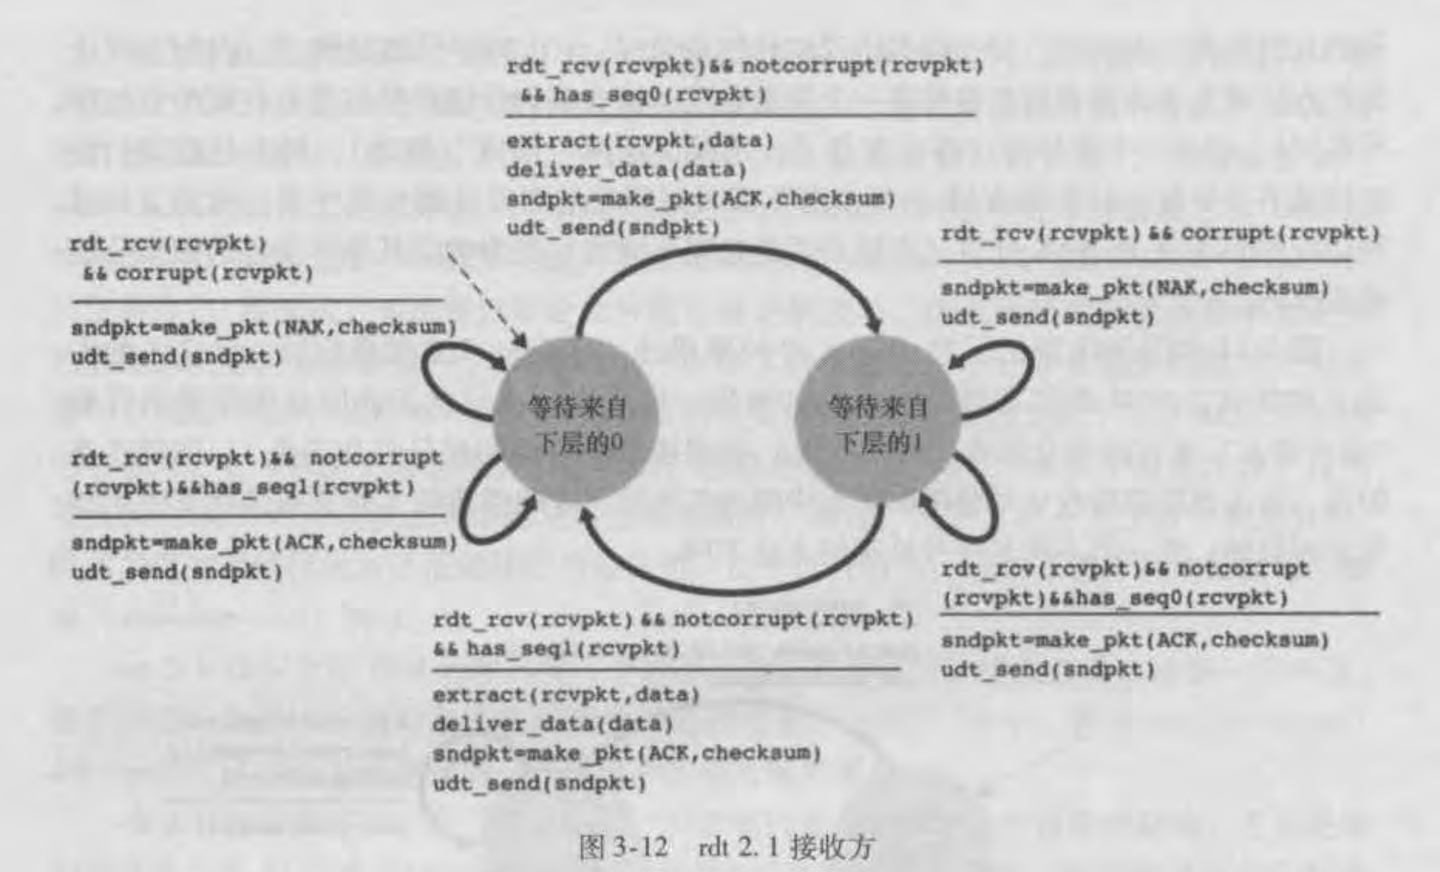 rdt_rcv(rcvpkt)&& notcorrupt(rcvpkt)
&& has_seq0(rcvpkt)
extract(rcvpkt,data)
deliver_data(data)
sndpkt=make_pkt(ACK,checksum)
udt_send(sndpkt)
rdt_rcv(rcvpkt)
&& corrupt(rcvpkt)
sndpkt=make_pkt(NAK,checksum)
udt_send(sndpkt)
rdt_rcv(rcvpkt) && corrupt(rcvpkt)
sndpkt=make_pkt(NAK,checksum)
udt_send(sndpkt)
等待来自
下层的0
等待来自
下层的1
rdt_rcv(rcvpkt)&& notcorrupt
(rcvpkt)&&has_seq1(rcvpkt)
sndpkt=make_pkt(ACK,checksum)
udt_send(sndpkt)
rdt_rcv(rcvpkt)&& notcorrupt
(rcvpkt)&&has_seq0(rcvpkt)
sndpkt=make_pkt(ACK,checksum)
udt_send(sndpkt)
rdt_rcv(rcvpkt) && notcorrupt(rcvpkt)
&& has_seq1(rcvpkt)
extract(rcvpkt,data)
deliver_data(data)
sndpkt=make_pkt(ACK,checksum)
udt_send(sndpkt)
图 3-12 rdt 2. 1 接收方